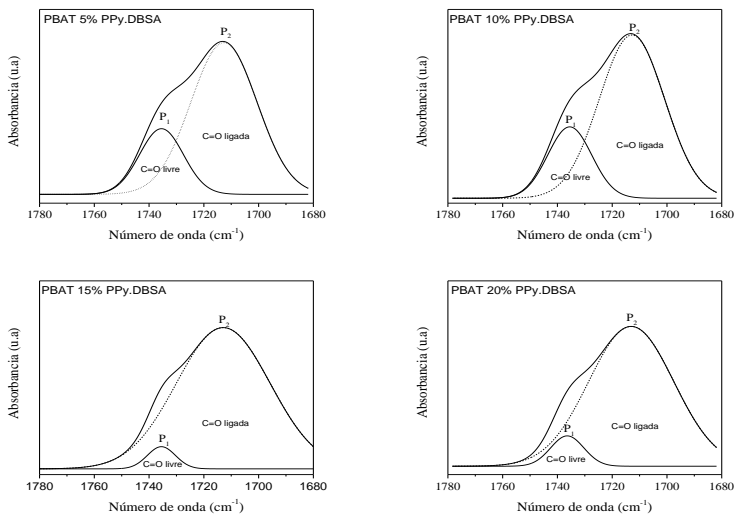 PBAT 5% PPy.DBSA
P2
P1
C=O ligada
C=O livre
Absorbancia (u.a)
1780 1760 1740 1720 1700 1680
Número de onda (cm-1)
PBAT 10% PPy.DBSA
P2
P1
C=O ligada
C=O livre
Absorbancia (u.a)
1780 1760 1740 1720 1700 1680
Número de onda (cm-1)
PBAT 15% PPy.DBSA
P2
C=O ligada
P1
C=O livre
Absorbancia (u.a)
1780 1760 1740 1720 1700 1680
Número de onda (cm-1)
PBAT 20% PPy.DBSA
P2
C=O ligada
P1
C=O livre
Absorbancia (u.a)
1780 1760 1740 1720 1700 1680
Número de onda (cm-1)